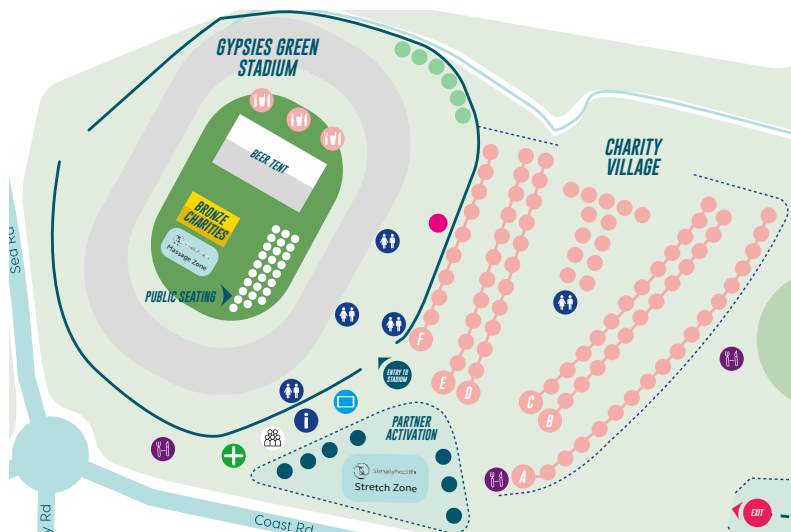 GYPSIES GREEN
STADIUM
BEER TENT
BRONZE
CHARITIES
Massage Zone
PUBLIC SEATING
CHARITY
VILLAGE
F
E
D
C
B
A
ENTRY TO
STADIUM
i
PARTNER
ACTIVATION
simplyhealth
Stretch Zone
EXIT
Sea Rd
y Rd
Coast Rd